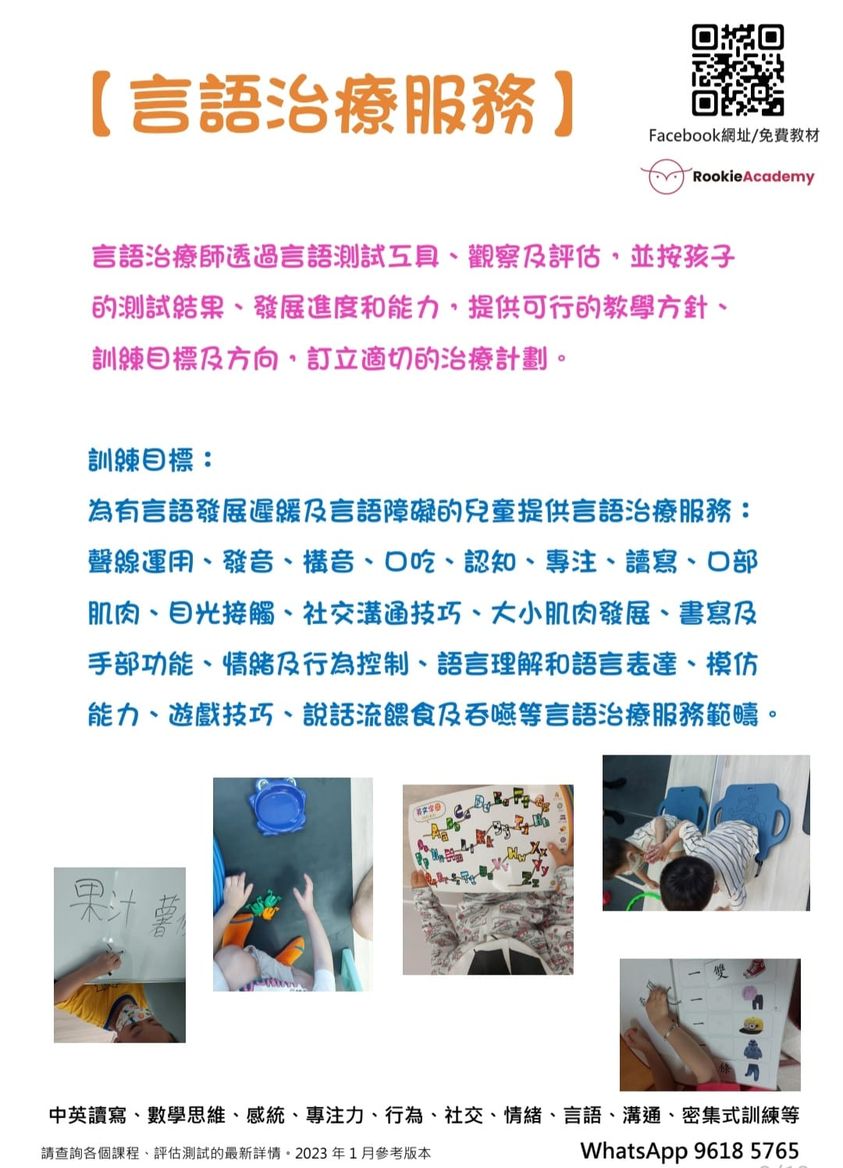 【言語治療服務】
Facebook網址/免費教材
RookieAcademy
言語治療師透過言語測試工具、觀察及評估，並按孩子
的測試結果、發展進度和能力，提供可行的教學方針、
訓練目標及方向，訂立適切的治療計劃。
訓練目標：
為有言語發展遲緩及言語障礙的兒童提供言語治療服務：
聲線運用、發音、構音、口吃、認知、專注、讀寫、口部
肌肉、目光接觸、社交溝通技巧、大小肌肉發展、書寫及
手部功能、情緒及行為控制、語言理解和語言表達、模仿
能力、遊戲技巧、說話流餵食及吞嚥等言語治療服務範疇。
果汁 薯
一 雙
一
一
一
條
中英讀寫、數學思維、感統、專注力、行為、社交、情緒、言語、溝通、密集式訓練等
請查詢各個課程、評估測試的最新詳情。2023 年 1 月參考版本
WhatsApp 9618 5765